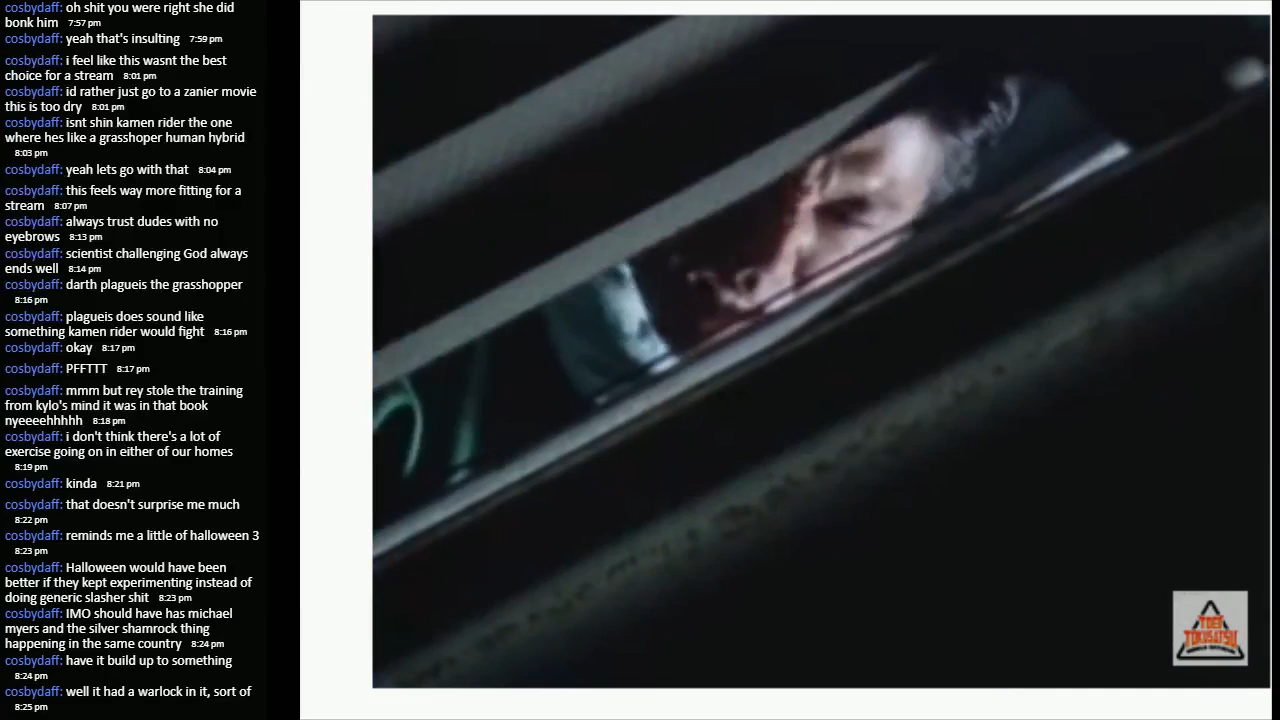 cosbydaff: oh shit you were right she did
bonk him 7:57 pm
cosbydaff: yeah that's insulting 7:59 pm
cosbydaff: i feel like this wasnt the best
choice for a stream 8:01 pm
cosbydaff: id rather just go to a zanier movie
this is too dry 8:01 pm
cosbydaff: isnt shin kamen rider the one
where hes like a grasshoper human hybrid
8:03 pm
cosbydaff: yeah lets go with that 8:04 pm
cosbydaff: this feels way more fitting for a
stream 8:07 pm
cosbydaff: always trust dudes with no
eyebrows 8:13 pm
cosbydaff: scientist challenging God always
ends well 8:14 pm
cosbydaff: darth plagueis the grasshopper
8:16 pm
cosbydaff: plagueis does sound like
something kamen rider would fight 8:16 pm
cosbydaff: okay 8:17 pm
cosbydaff: PFFTTT 8:17 pm
cosbydaff: mmm but rey stole the training
from kylo's mind it was in that book
nyeeeehhhhh 8:18 pm
cosbydaff: i don't think there's a lot of
exercise going on in either of our homes
8:19 pm
cosbydaff: kinda 8:21 pm
cosbydaff: that doesn't surprise me much
8:22 pm
cosbydaff: reminds me a little of halloween 3
8:23 pm
cosbydaff: Halloween would have been
better if they kept experimenting instead of
doing generic slasher shit 8:23 pm
cosbydaff: IMO should have has michael
myers and the silver shamrock thing
happening in the same country 8:24 pm
cosbydaff: have it build up to something
8:24 pm
cosbydaff: well it had a warlock in it, sort of
8:25 pm
TOEI
TOKUSATSU